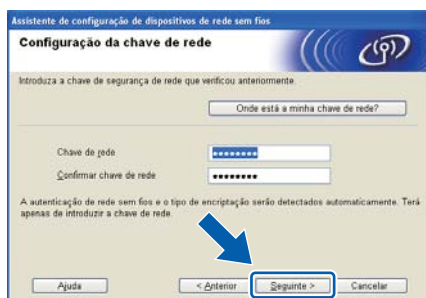 Assistente de configuração de dispositivos de rede sem fios
Configuração da chave de rede
Introduza a chave de segurança de rede que verificou anteriormente.
Onde está a minha chave de rede?
Chave de rede
Confirmar chave de rede
A autenticação de rede sem fios e o tipo de encriptação serão detectados automaticamente. Terá
apenas de introduzir a chave de rede.
Ajuda
< Anterior
Seguinte >
Cancelar